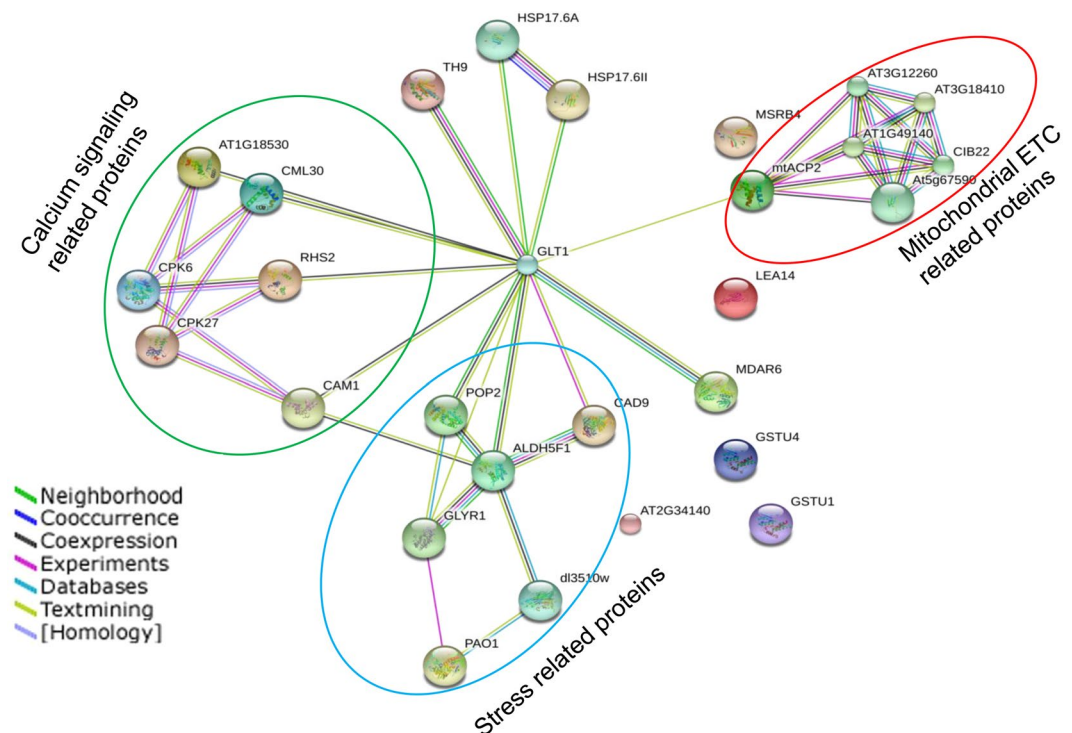 HSP17.6A
TH9
HSP17.6II
AT3G12260
AT3G18410
MSRB4
AT1G49140
CIB22
mtACP2
At5g67590
Mitochondrial ETC
related proteins
Calcium signaling
related proteins
AT1G18530
CML30
GLT1
RHS2
CPK6
CPK27
LEA14
CAM1
MDAR6
POP2
CAD9
ALDH5F1
GSTU4
GLYR1
AT2G34140
GSTU1
dl3510w
PAO1
Stress related proteins
Neighborhood
Cooccurrence
Coexpression
Experiments
Databases
Textmining
[Homology]